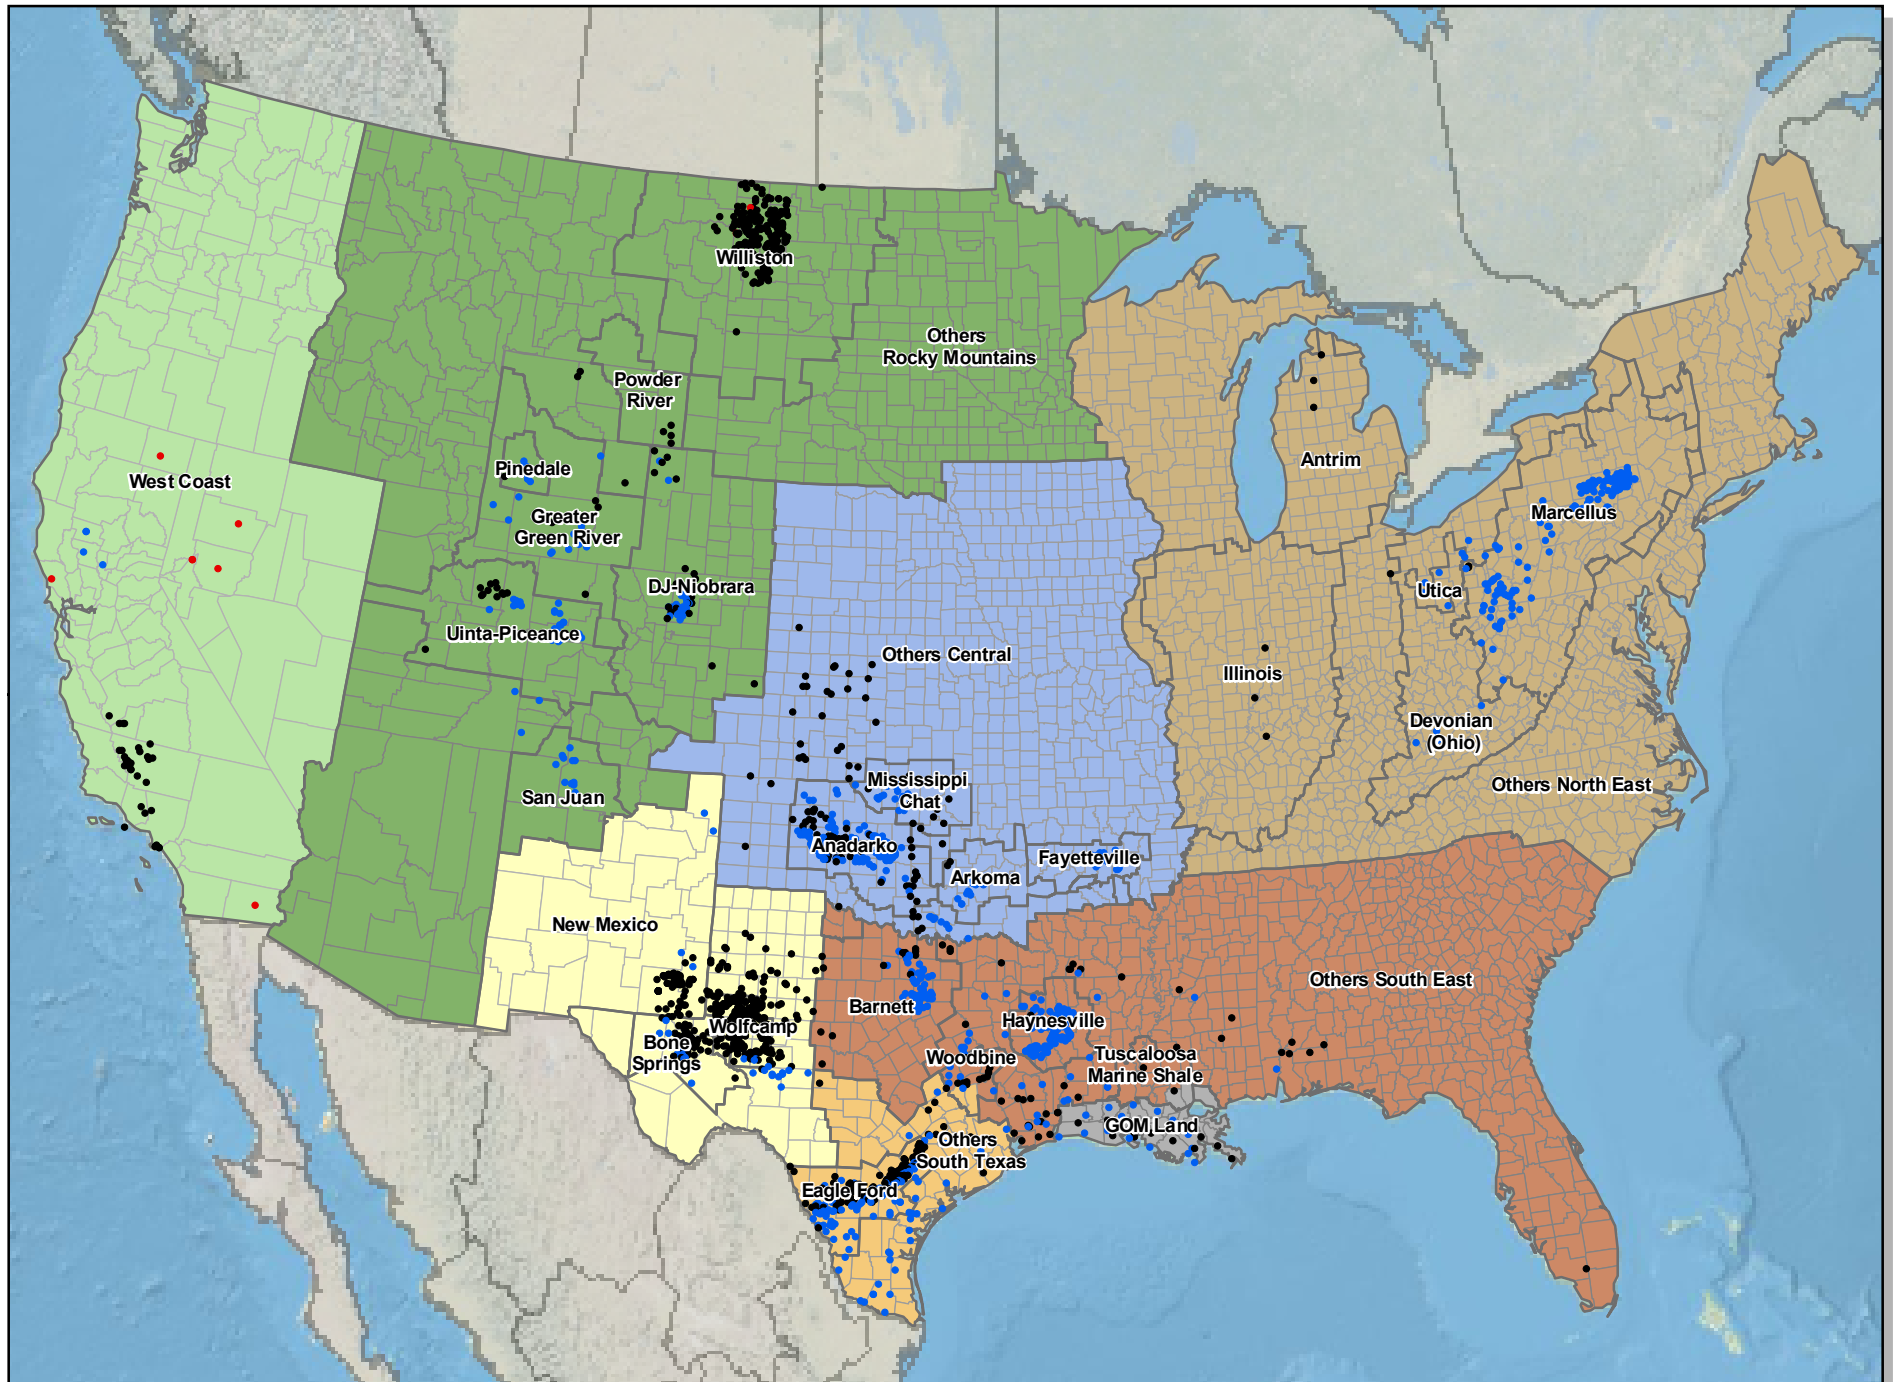 Williston
Others
Rocky Mountains
Powder
River
Antrim
Pinedale
West Coast
Marcellus
Greater
Green River
DJ-Niobrara
Utica
Uinta-Piceance
Others Central
Illinois
Devonian
(Ohio)
Mississippi
Chat
Others North East
San Juan
Anadarko
Fayetteville
Arkoma
New Mexico
Others South East
Barnett
Haynesville
Wolfcamp
Bone
Springs
Woodbine
Tuscaloosa
Marine Shale
GOM Land
Others
South Texas
Eagle Ford